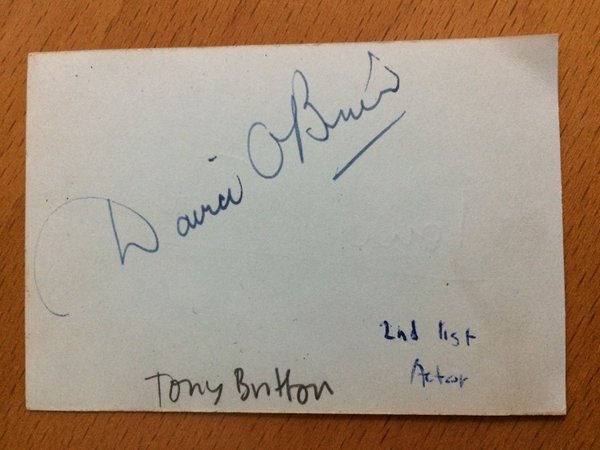 David O'Brien
2nd list
Actor
Tony Britton